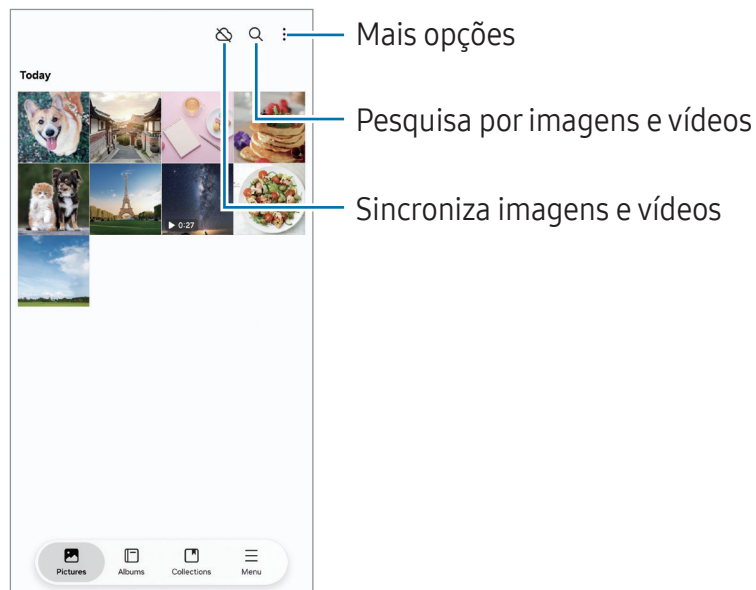 Mais opções
Today
Pesquisa por imagens e vídeos
Sincroniza imagens e vídeos
0:27
Pictures
Albums
Collections
Menu